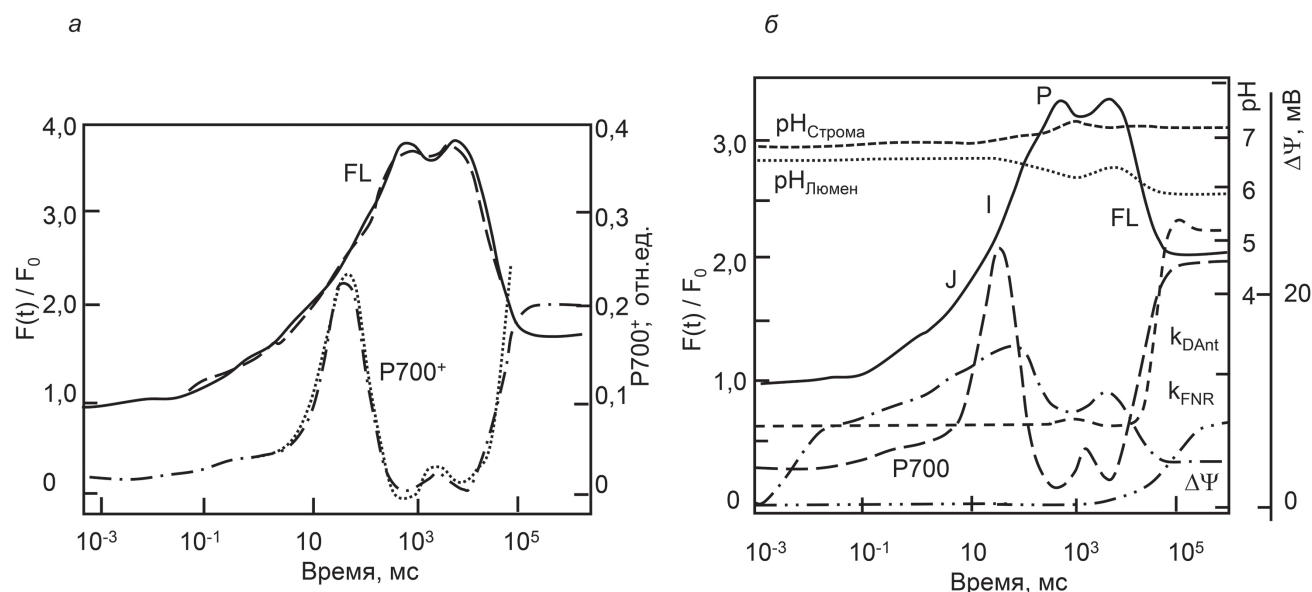 а
4,0
3,0
2,0
1,0
0
F(t) / F₀
FL
P700⁺
0,4
0,3
0,2
0,1
0
P700⁺, отн.ед.
10⁻³
10⁻¹
10
10³
10⁵
Время, мс
б
3,0
2,0
1,0
0
F(t) / F₀
pHСтрома
pHЛюмен
P
I
J
FL
kDAnt
kFNR
P700
ΔΨ
pH
7
6
5
4
ΔΨ, мВ
20
0
10⁻³
10⁻¹
10
10³
10⁵
Время, мс